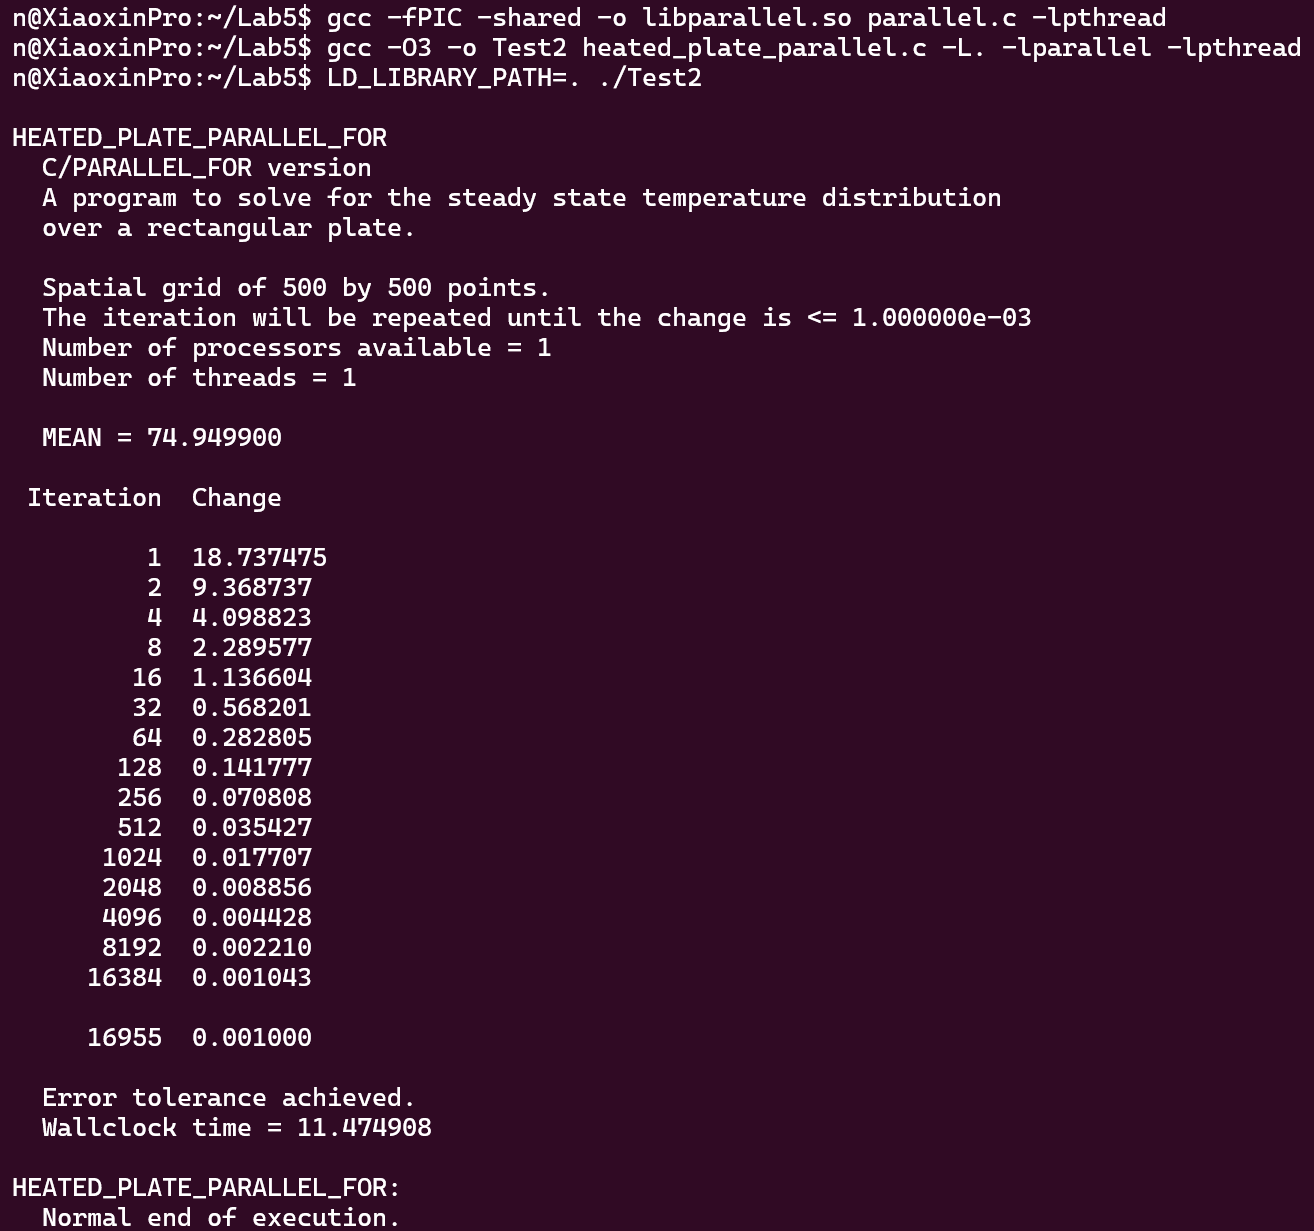 n@XiaoxinPro:~/Lab5$ gcc -fPIC -shared -o libparallel.so parallel.c -lpthread
n@XiaoxinPro:~/Lab5$ gcc -O3 -o Test2 heated_plate_parallel.c -L. -lparallel -lpthread
n@XiaoxinPro:~/Lab5$ LD_LIBRARY_PATH=. ./Test2
HEATED_PLATE_PARALLEL_FOR
C/PARALLEL_FOR version
A program to solve for the steady state temperature distribution
over a rectangular plate.
Spatial grid of 500 by 500 points.
The iteration will be repeated until the change is <= 1.000000e-03
Number of processors available = 1
Number of threads = 1
MEAN = 74.949900
Iteration  Change
1  18.737475
2  9.368737
4  4.098823
8  2.289577
16  1.136604
32  0.568201
64  0.282805
128  0.141777
256  0.070808
512  0.035427
1024  0.017707
2048  0.008856
4096  0.004428
8192  0.002210
16384  0.001043
16955  0.001000
Error tolerance achieved.
Wallclock time = 11.474908
HEATED_PLATE_PARALLEL_FOR:
Normal end of execution.